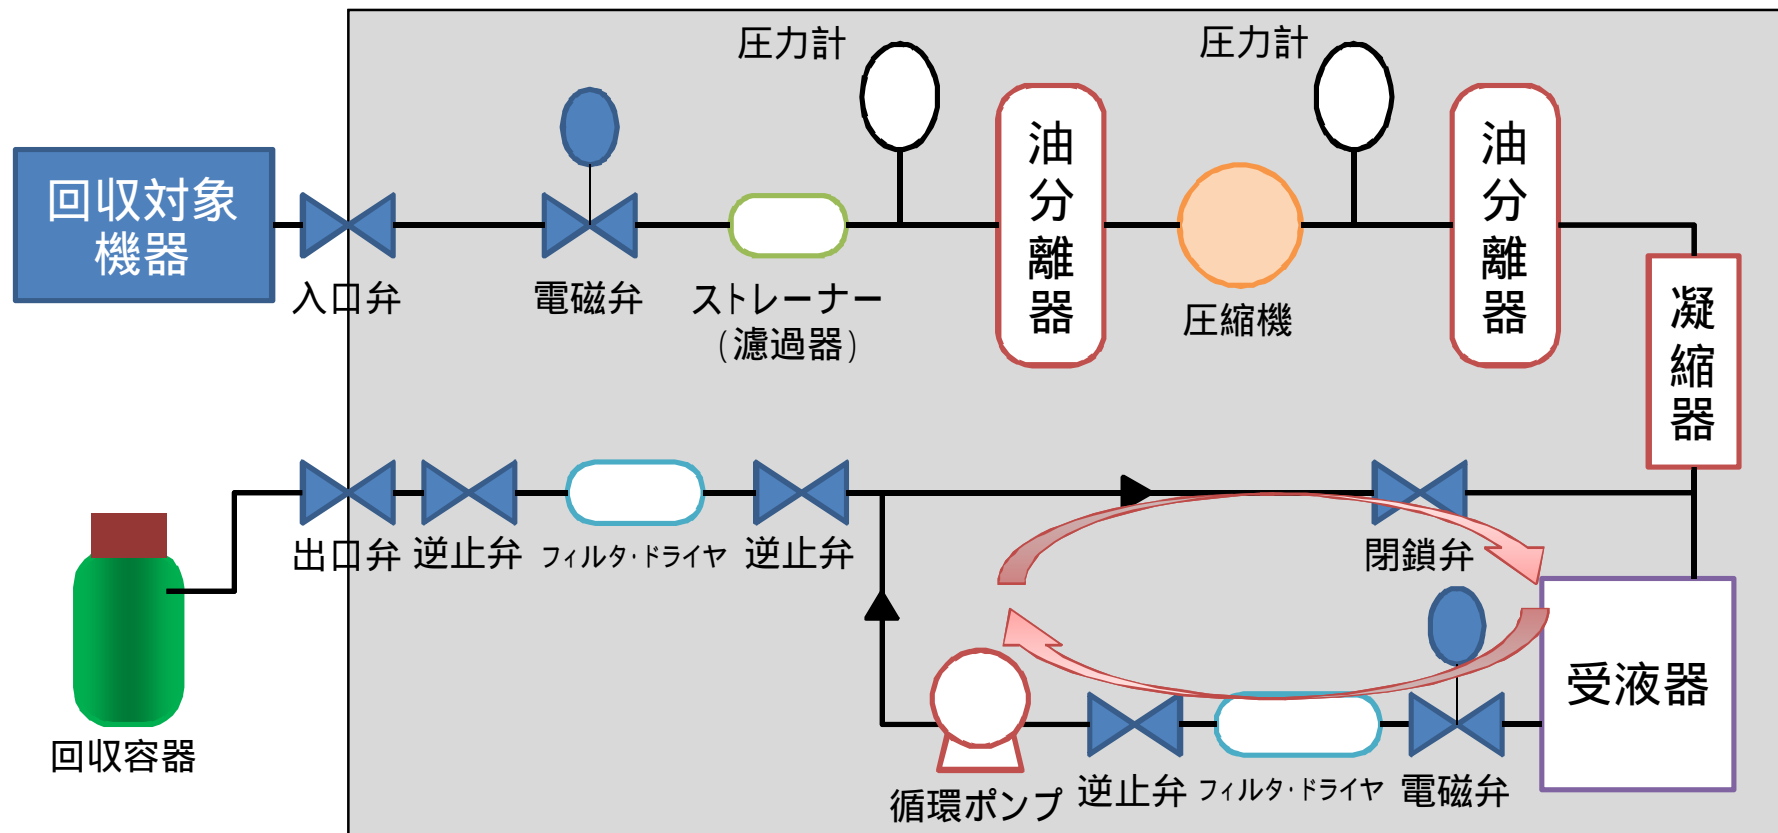 圧力計
圧力計
回収対象
機器
油分離器
油分離器
入口弁
電磁弁
ストレーナー
（濾過器）
圧縮機
凝縮器
出口弁
逆止弁
フィルタ・ドライヤ
逆止弁
閉鎖弁
受液器
回収容器
循環ポンプ
逆止弁
フィルタ・ドライヤ
電磁弁